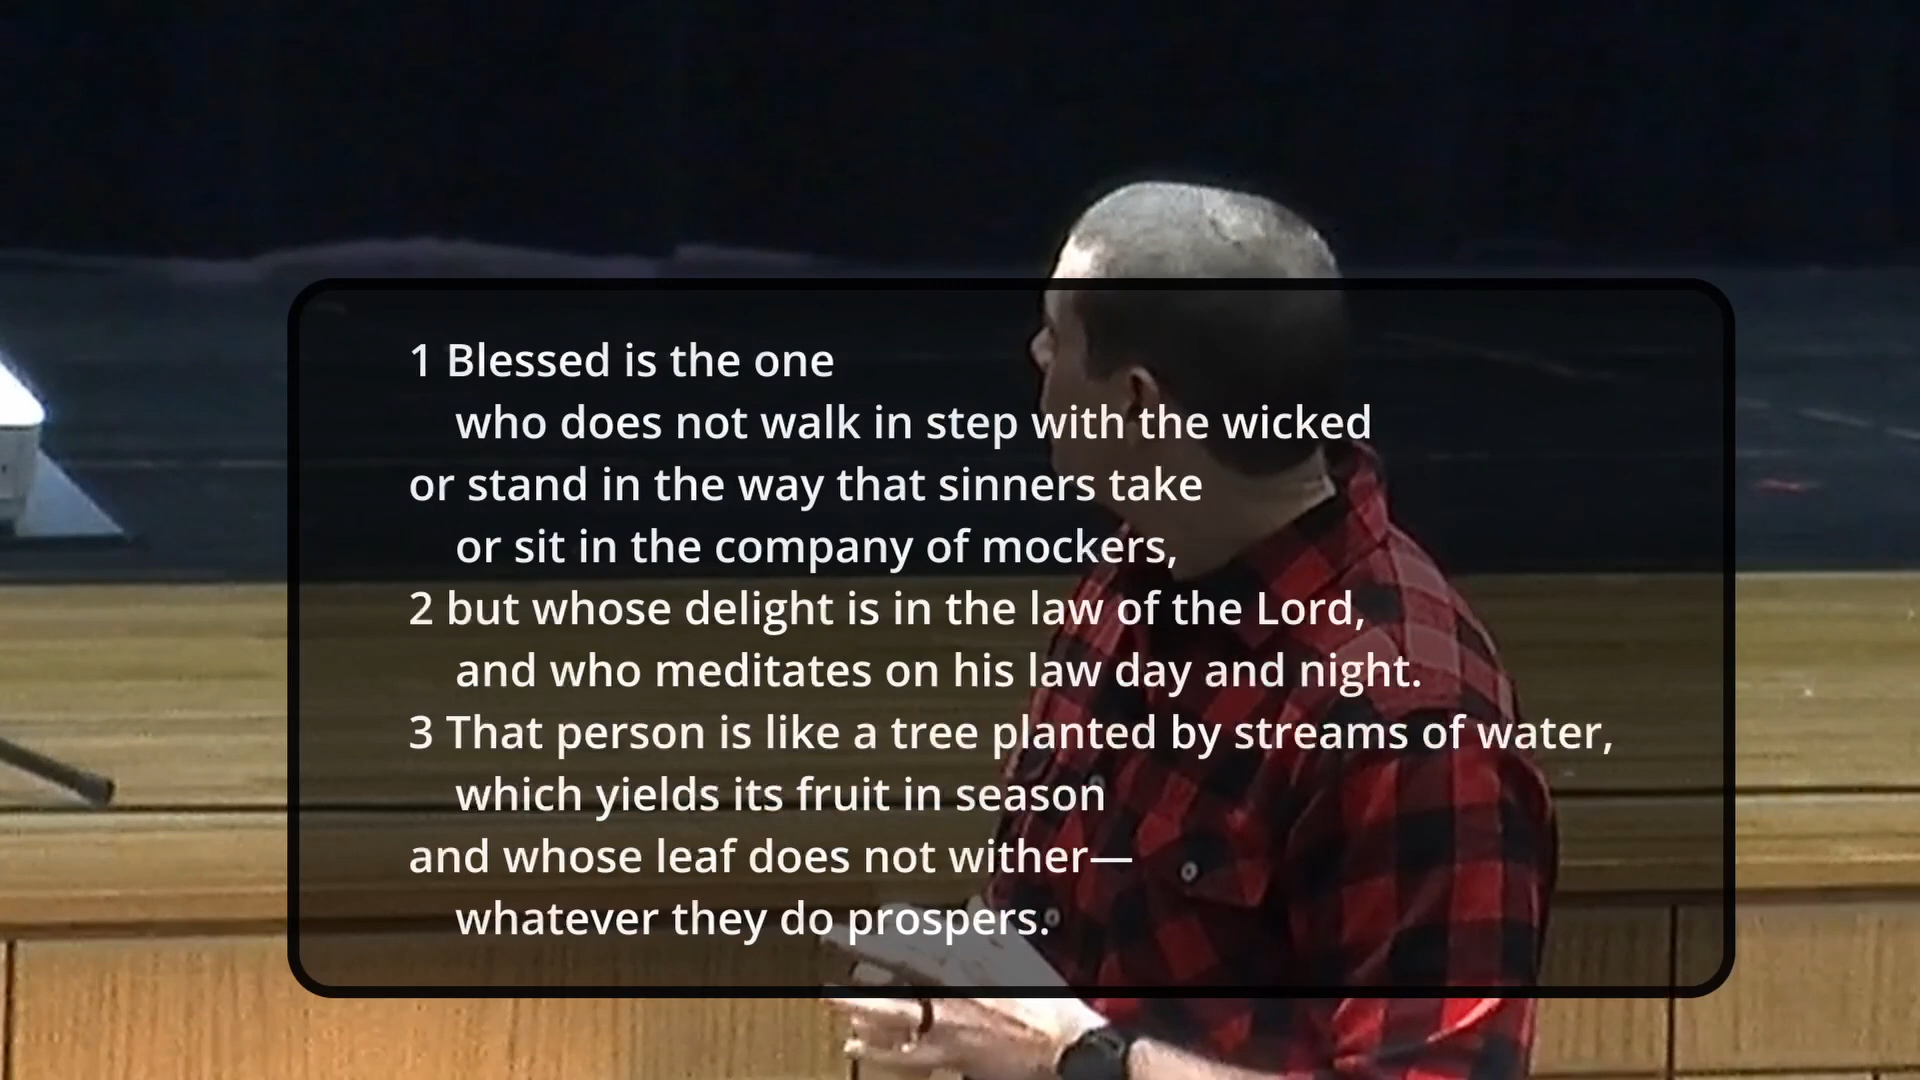 1 Blessed is the one
who does not walk in step with the wicked
or stand in the way that sinners take
or sit in the company of mockers,
2 but whose delight is in the law of the Lord,
and who meditates on his law day and night.
3 That person is like a tree planted by streams of water,
which yields its fruit in season
and whose leaf does not wither—
whatever they do prospers.